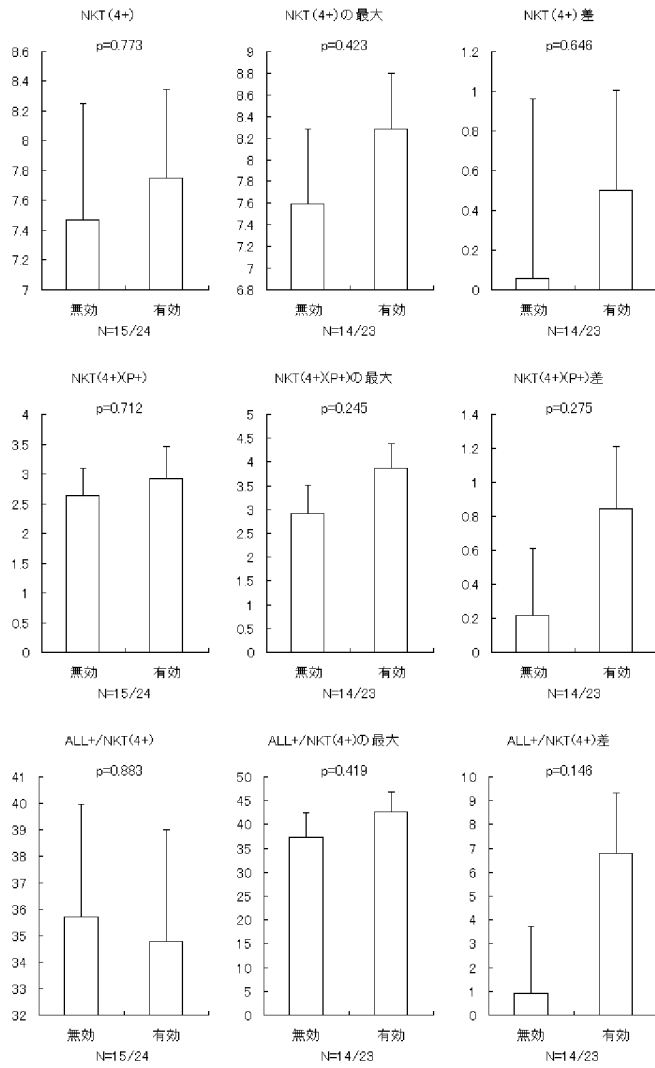 NKT(4+)
p=0.773
8.6
8.4
8.2
8
7.8
7.6
7.4
7.2
7
無効 有効
N=15/24
NKT(4+)の最大
p=0.423
9
8.8
8.6
8.4
8.2
8
7.8
7.6
7.4
7.2
7
6.8
無効 有効
N=14/23
NKT(4+)差
p=0.646
1.2
1
0.8
0.6
0.4
0.2
0
無効 有効
N=14/23
NKT(4+)(P+)
p=0.712
4
3.5
3
2.5
2
1.5
1
0.5
0
無効 有効
N=15/24
NKT(4+)(P+)の最大
p=0.245
5
4.5
4
3.5
3
2.5
2
1.5
1
0.5
0
無効 有効
N=14/23
NKT(4+)(P+)差
p=0.275
1.4
1.2
1
0.8
0.6
0.4
0.2
0
無効 有効
N=14/23
ALL+/NKT(4+)
p=0.883
41
40
39
38
37
36
35
34
33
32
無効 有効
N=15/24
ALL+/NKT(4+)の最大
p=0.419
50
45
40
35
30
25
20
15
10
5
0
無効 有効
N=14/23
ALL+/NKT(4+)差
p=0.146
10
9
8
7
6
5
4
3
2
1
0
無効 有効
N=14/23